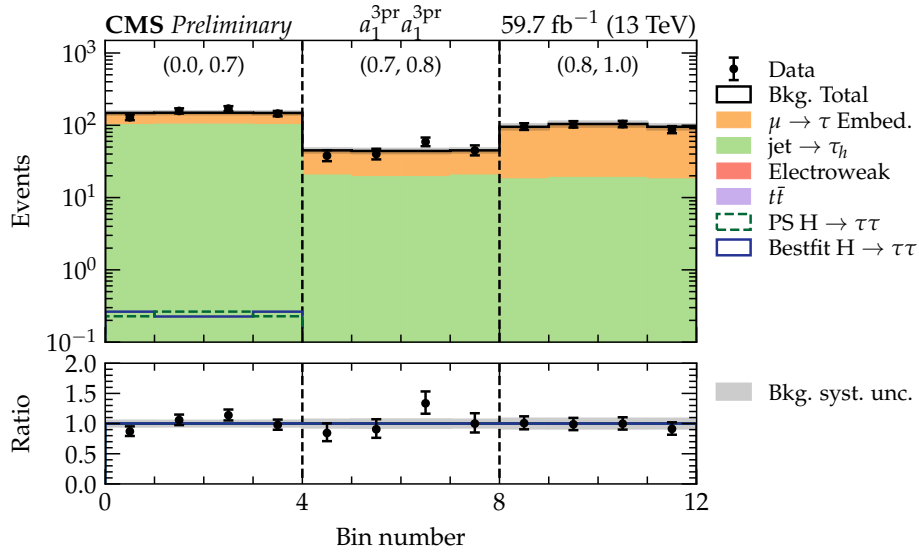 CMS Preliminary a₁³ᵖʳ a₁³ᵖʳ 59.7 fb⁻¹ (13 TeV)
(0.0, 0.7) (0.7, 0.8) (0.8, 1.0)
10³
10²
10¹
10⁰
10⁻¹
Events
Data
Bkg. Total
μ → τ Embed.
jet → τₕ
Electroweak
tt̄
PS H → ττ
Bestfit H → ττ
2.0
1.5
1.0
0.5
0.0
Ratio
Bkg. syst. unc.
0 4 8 12
Bin number